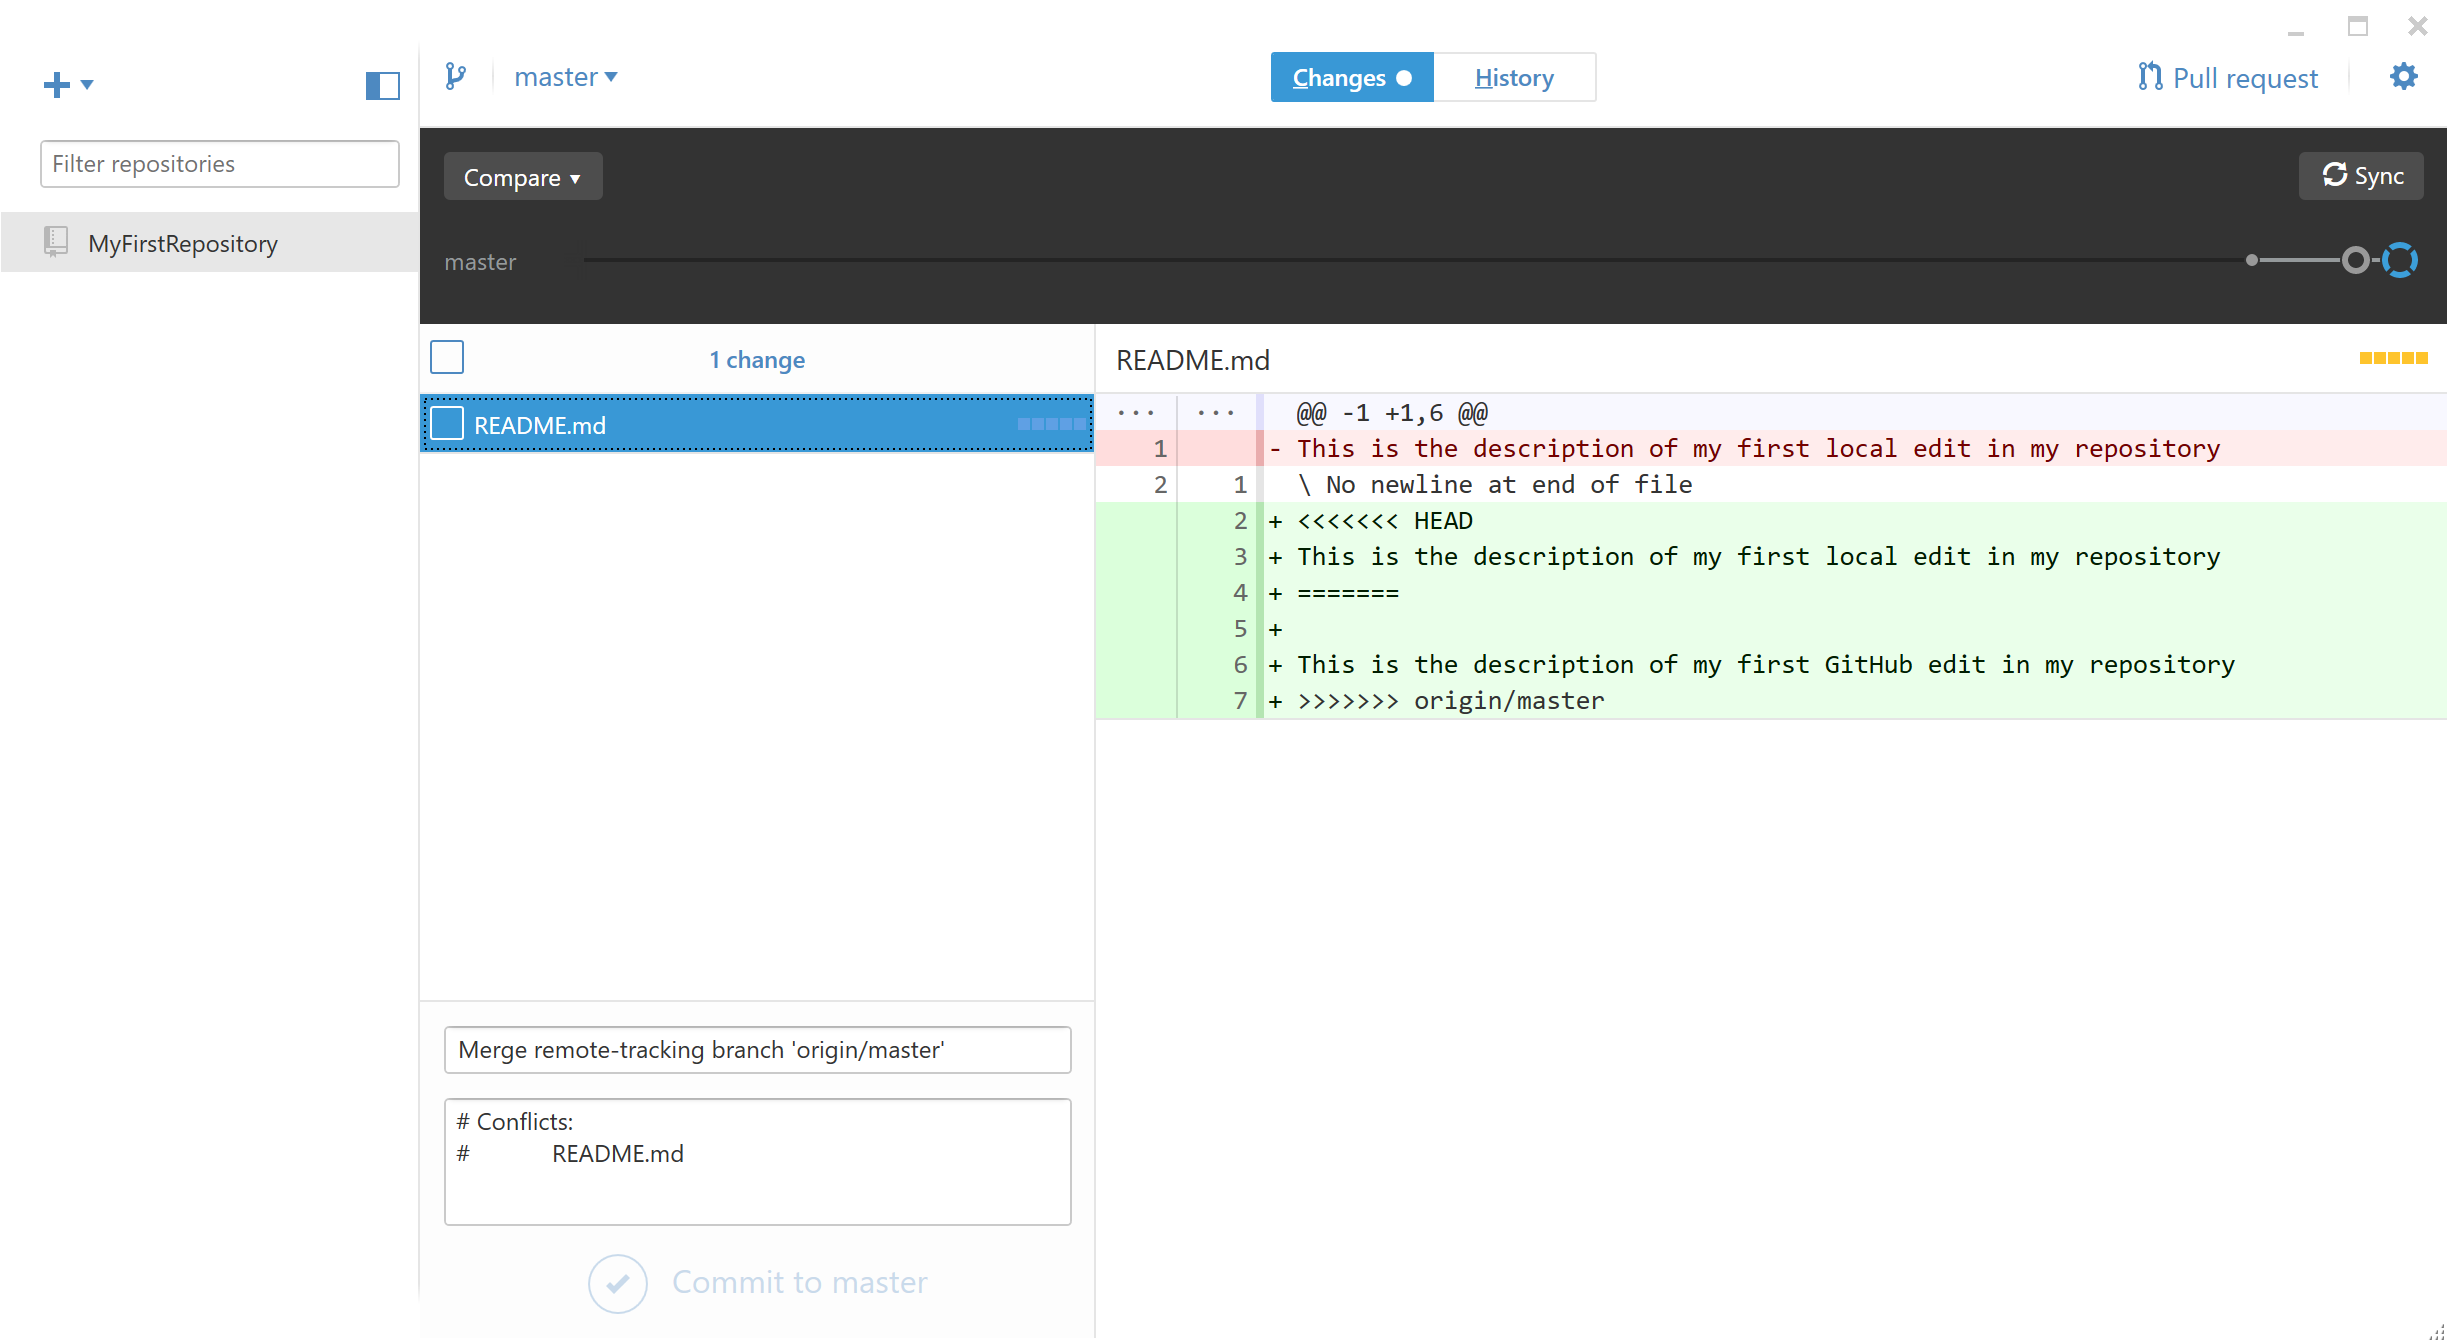 master
Changes
History
Pull request
Filter repositories
MyFirstRepository
Compare
Sync
master
1 change
README.md
README.md
... ... @@ -1 +1,6 @@
1 - This is the description of my first local edit in my repository
2 1 \ No newline at end of file
2 + <<<<<<< HEAD
3 + This is the description of my first local edit in my repository
4 + =======
5 +
6 + This is the description of my first GitHub edit in my repository
7 + >>>>>>> origin/master
Merge remote-tracking branch 'origin/master'
# Conflicts:
# README.md
Commit to master